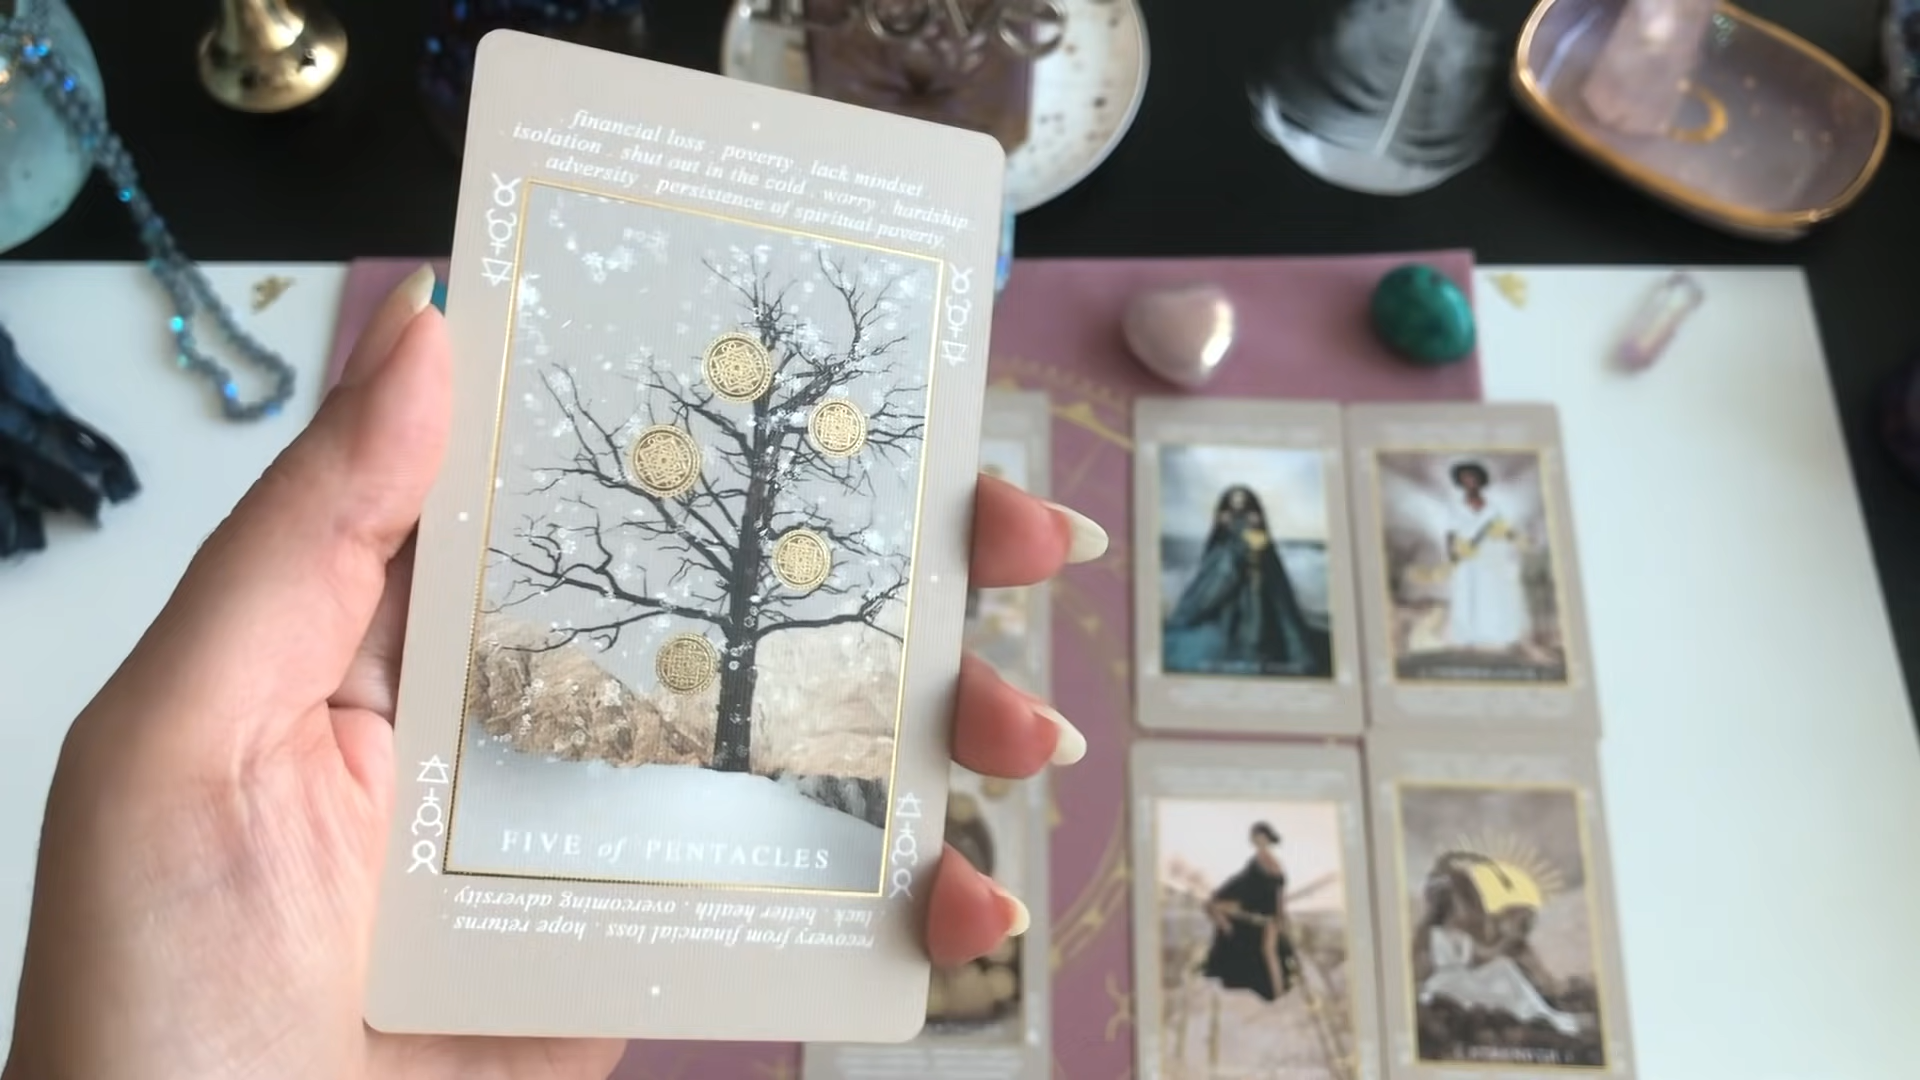 financial loss . poverty . lack mindset
isolation . shut out in the cold . worry . hardship
adversity . persistence of spiritual poverty
FIVE of PENTACLES
recovery from financial loss . hope returns
. luck . better health . overcoming adversity .
STRENGTH